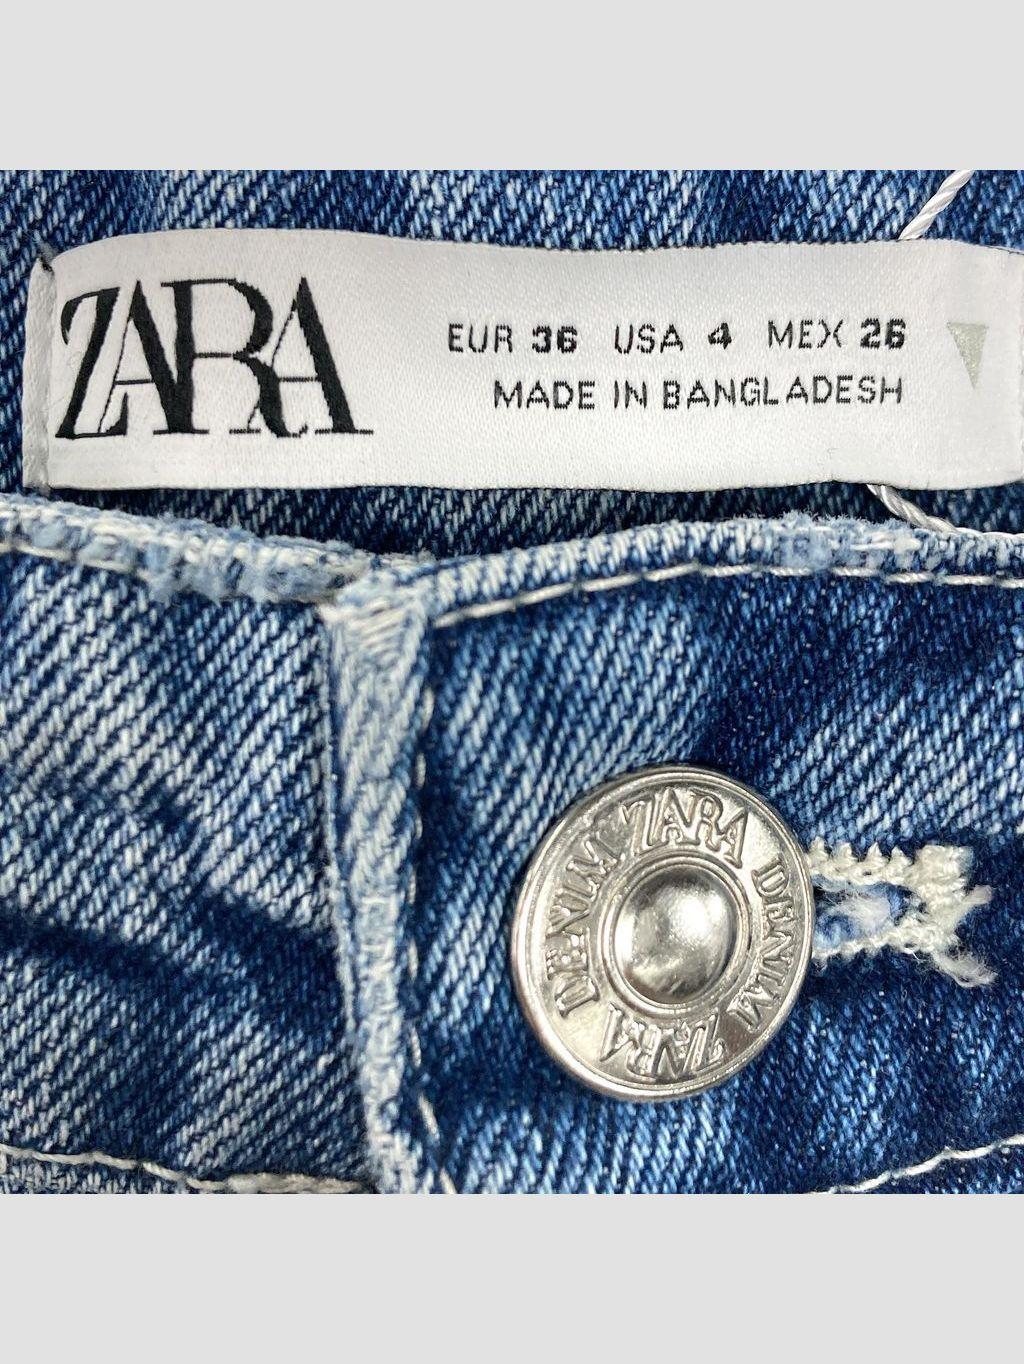 ZARA
EUR 36 USA 4 MEX 26
MADE IN BANGLADESH
ZARA DENIM ZARA DENIM